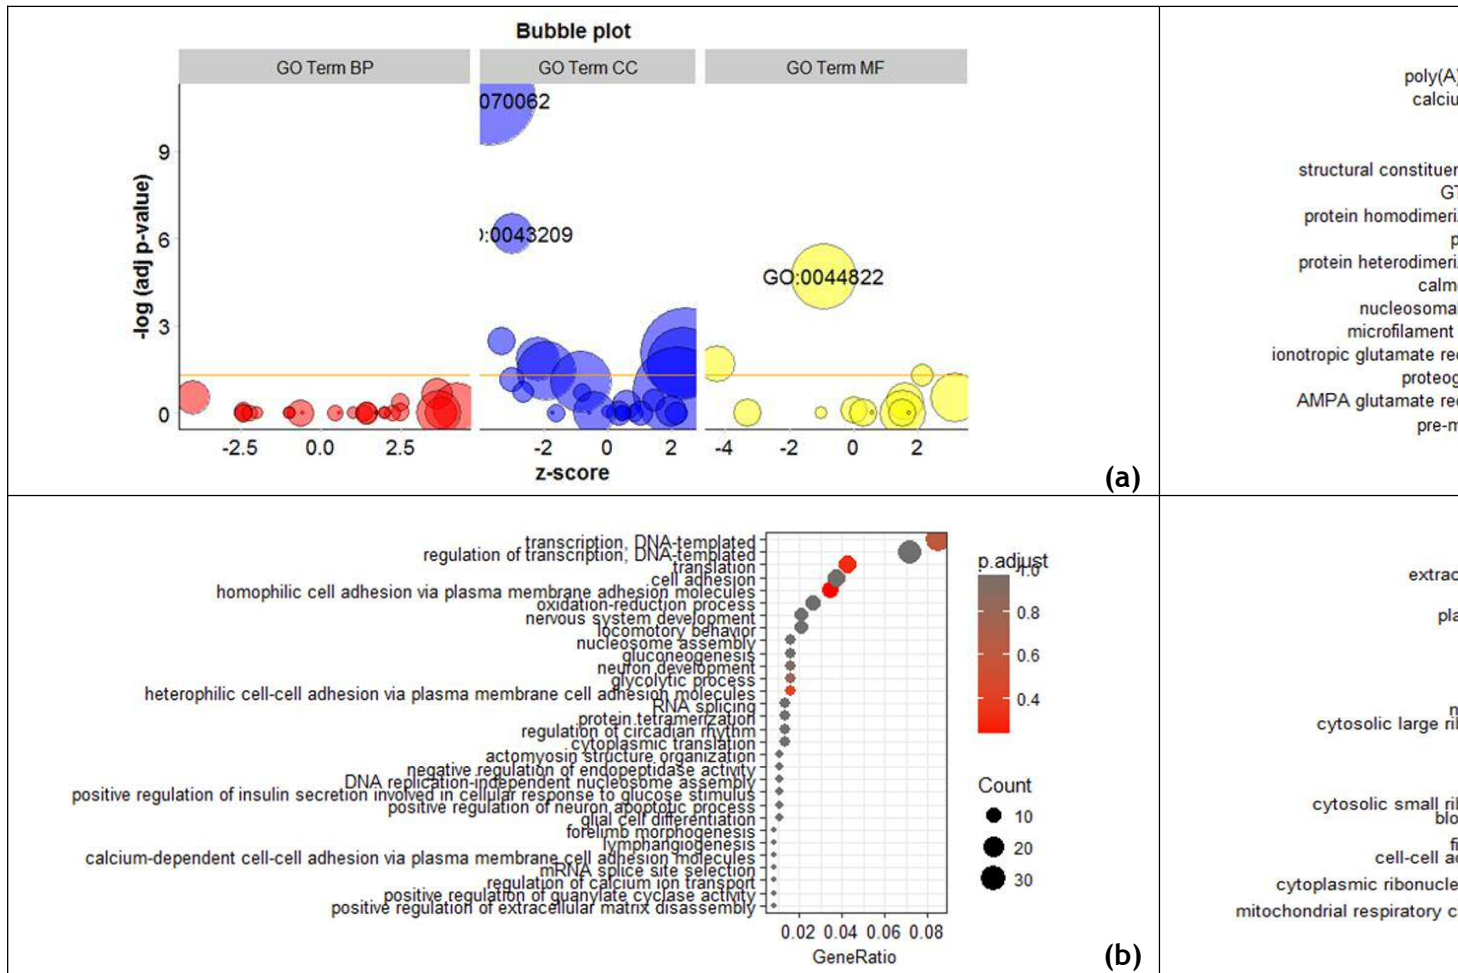 Bubble plot
GO Term BP
GO Term CC
GO Term MF
070062
9
:0043209
6
GO:0044822
3
0
-log (adj p-value)
-2.5 0.0 2.5
-2 0 2
-4 -2 0 2
z-score
(a)
poly(A)
calciu
structural constituen
GT
protein homodimeri
p
protein heterodimeri
calm
nucleosomal
microfilament
ionotropic glutamate re
proteog
AMPA glutamate re
pre-m
transcription, DNA-templated
regulation of transcription, DNA-templated
translation
cell adhesion
homophilic cell adhesion via plasma membrane adhesion molecules
oxidation-reduction process
nervous system development
locomotory behavior
nucleosome assembly
gluconeogenesis
neuron development
glycolytic process
heterophilic cell-cell adhesion via plasma membrane cell adhesion molecules
RNA splicing
protein tetramerization
regulation of circadian rhythm
cytoplasmic translation
actomyosin structure organization
negative regulation of endopeptidase activity
DNA replication-independent nucleosome assembly
positive regulation of insulin secretion involved in cellular response to glucose stimulus
positive regulation of neuron apoptotic process
glial cell differentiation
forelimb morphogenesis
lymphangiogenesis
calcium-dependent cell-cell adhesion via plasma membrane cell adhesion molecules
mRNA splice site selection
regulation of calcium ion transport
positive regulation of guanylate cyclase activity
positive regulation of extracellular matrix disassembly
0.02 0.04 0.06 0.08
GeneRatio
p.adjust
1.0
0.8
0.6
0.4
Count
10
20
30
(b)
extrac
pla
n
cytosolic large ri
cytosolic small ri
blo
fi
cell-cell a
cytoplasmic ribonucle
mitochondrial respiratory c